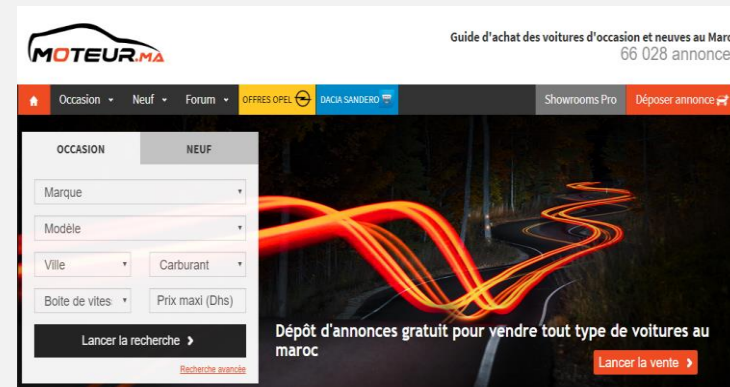 MOTEUR.MA
Guide d'achat des voitures d'occasion et neuves au Maro
66 028 annonce
Occasion Neuf Forum OFFRES OPEL DACIA SANDERO Showrooms Pro Déposer annonce
OCCASION NEUF
Marque
Modèle
Ville Carburant
Boite de vites: Prix maxi (Dhs)
Lancer la recherche
Recherche avancée
Dépôt d'annonces gratuit pour vendre tout type de voitures au
maroc
Lancer la vente